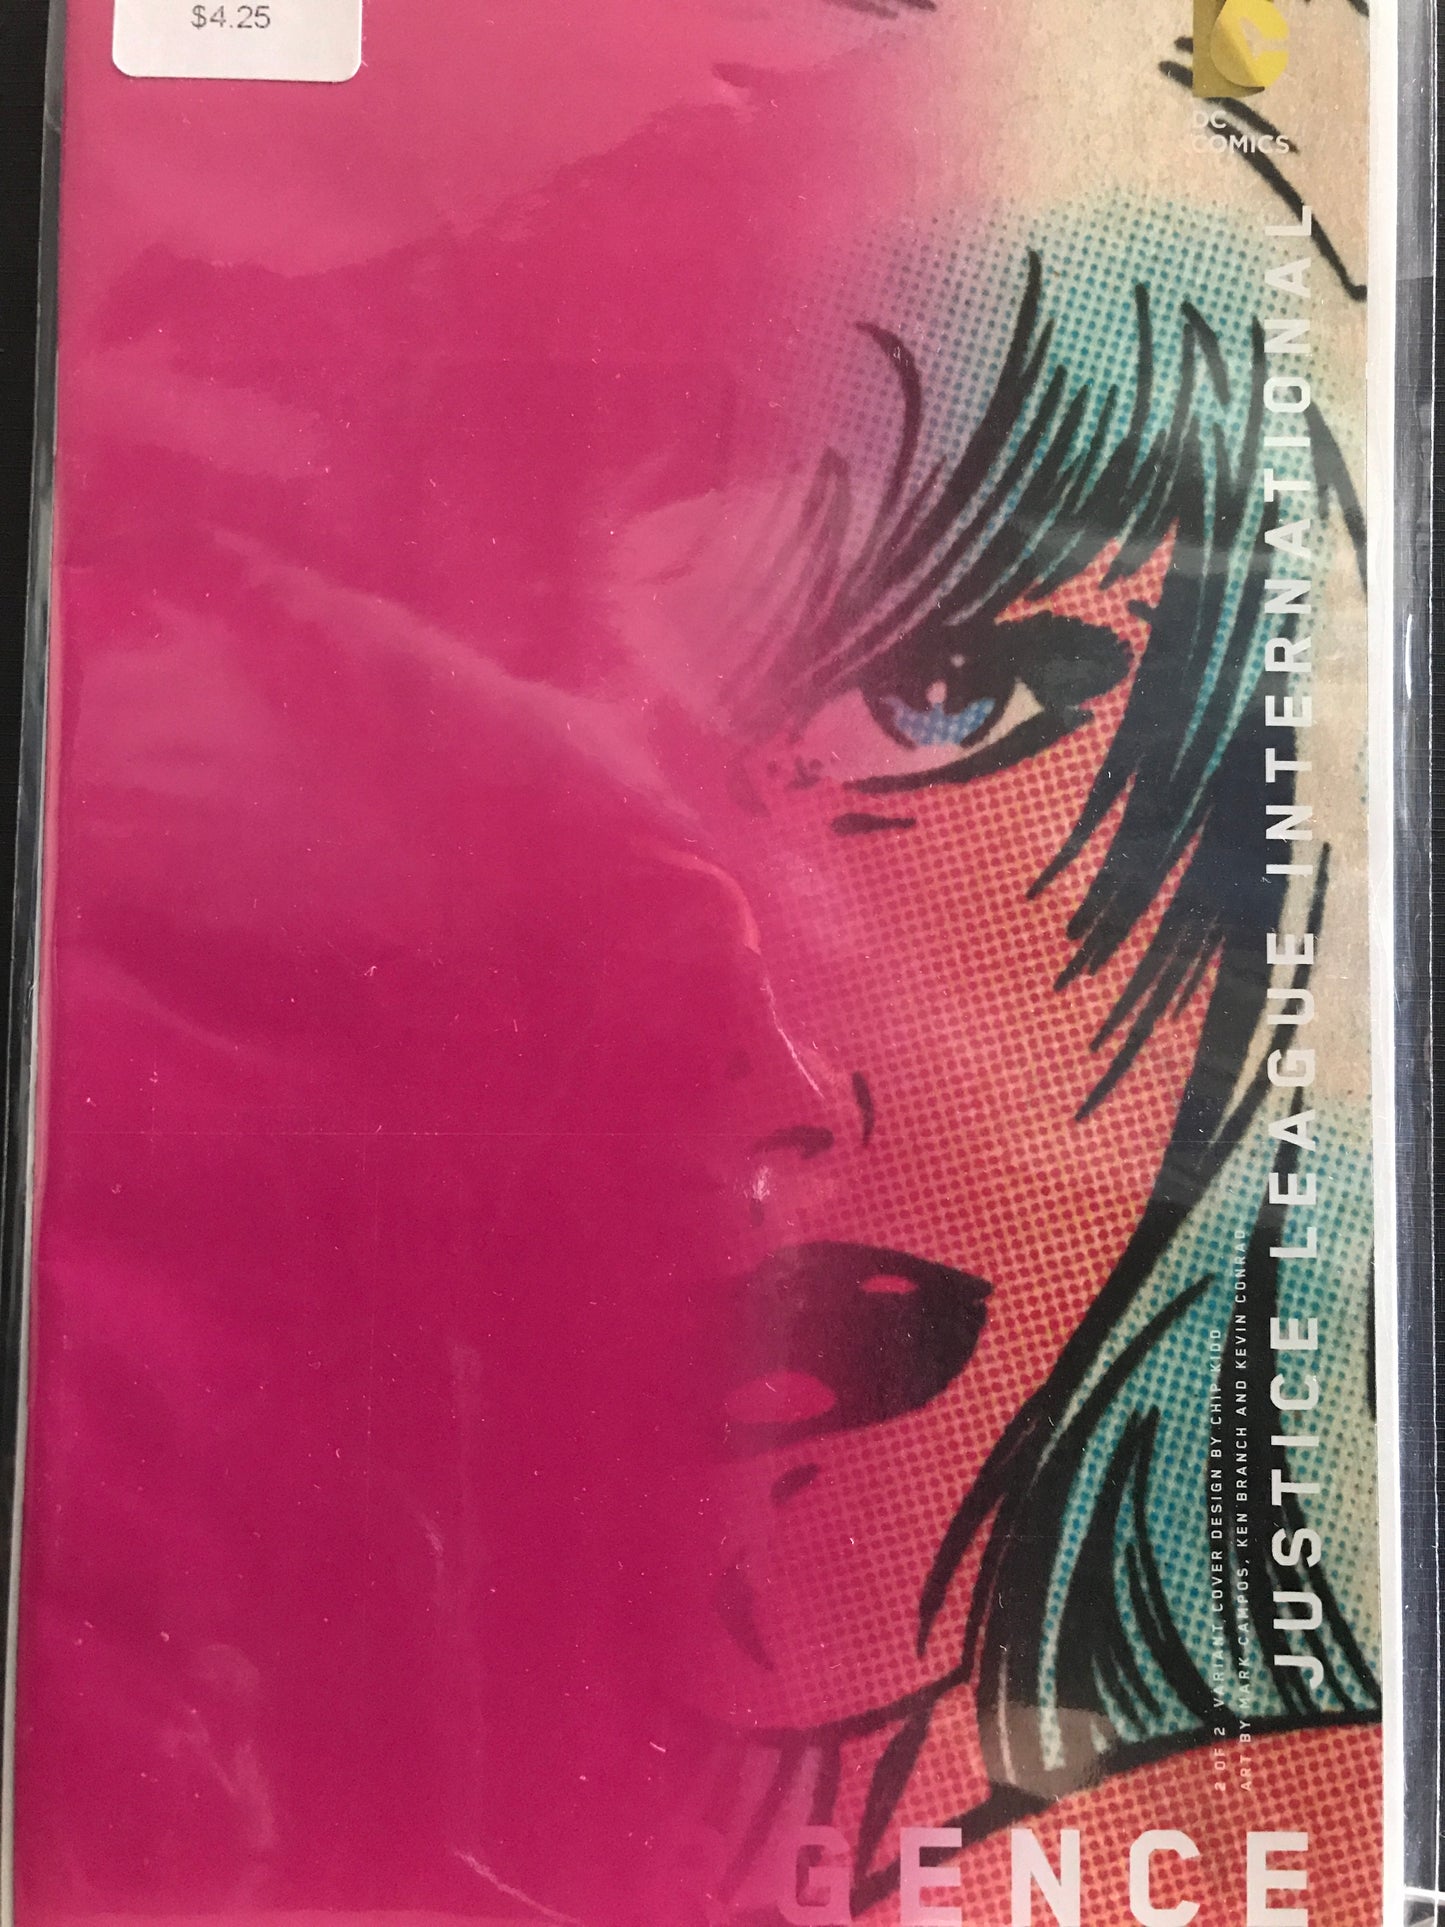 $4.25
DC
COMICS
JUSTICE LEAGUE INTERNATIONAL
2 OF 2 VARIANT COVER DESIGN BY CHIP KIDD
ART BY MARK CAMPOS, KEN BRANCH AND KEVIN CONRAD
GENCE